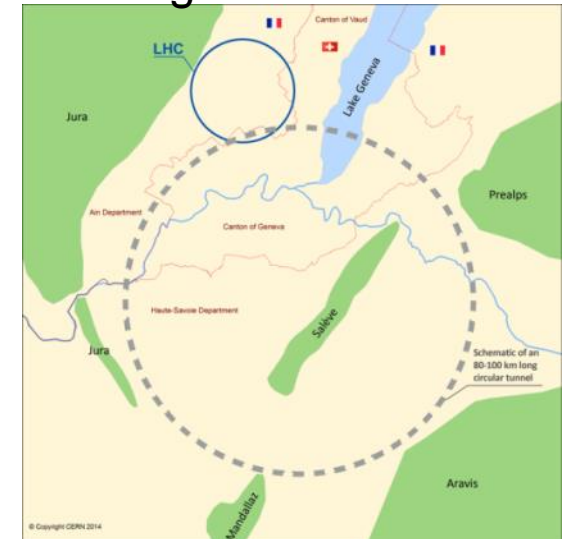 Canton of Vaud
LHC
Lake Geneva
Jura
Prealps
Ain Department
Canton of Geneva
Haute-Savoie Department
Salève
Jura
Schematic of an
80-100 km long
circular tunnel
Aravis
Mandallaz
© Copyright CERN 2014